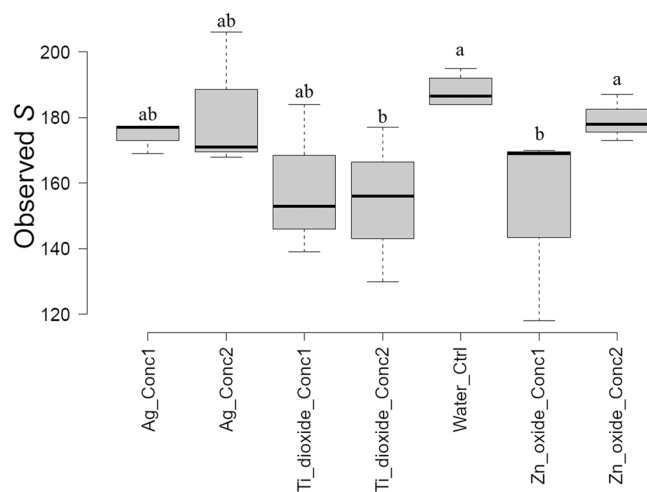 Observed S
200
180
160
140
120
ab
ab
ab
b
a
b
a
Ag_Conc1
Ag_Conc2
Ti_dioxide_Conc1
Ti_dioxide_Conc2
Water_Ctrl
Zn_oxide_Conc1
Zn_oxide_Conc2